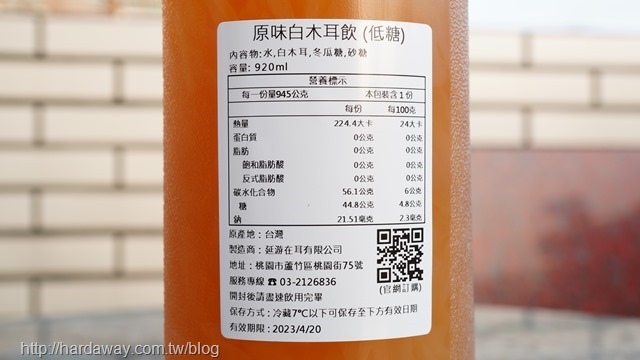 原味白木耳飲 (低糖)
內容物:水,白木耳,冬瓜糖,砂糖
容量: 920ml
營養標示
每一份量945公克 本包裝含1份
每份 每100克
熱量 224.4大卡 24大卡
蛋白質 0公克 0公克
脂肪 0公克 0公克
飽和脂肪酸 0公克 0公克
反式脂肪酸 0公克 0公克
碳水化合物 56.1公克 6公克
糖 44.8公克 4.8公克
鈉 21.51毫克 2.3毫克
原產地：台灣
製造商：延游在耳有限公司
地址：桃園市蘆竹區桃園街75號
服務專線 ☎ 03-2126836
(官網訂購)
開封後請盡速飲用完畢
保存方式：冷藏7℃以下可保存至下方有效日期
有效期限：2023/4/20
http://hardaway.com.tw/blog